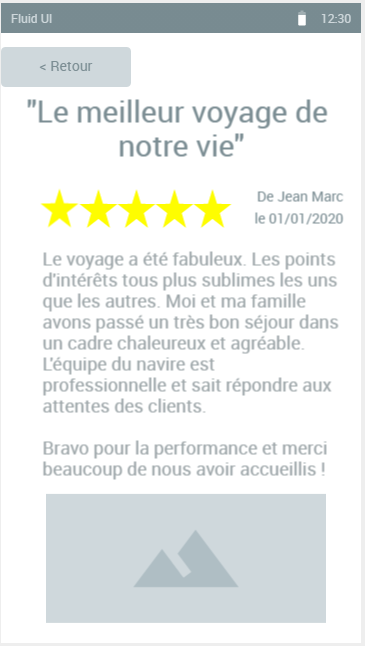 Fluid UI 12:30
< Retour
"Le meilleur voyage de
notre vie"
De Jean Marc
le 01/01/2020
Le voyage a été fabuleux. Les points
d'intérêts tous plus sublimes les uns
que les autres. Moi et ma famille
avons passé un très bon séjour dans
un cadre chaleureux et agréable.
L'équipe du navire est
professionnelle et sait répondre aux
attentes des clients.
Bravo pour la performance et merci
beaucoup de nous avoir accueillis !